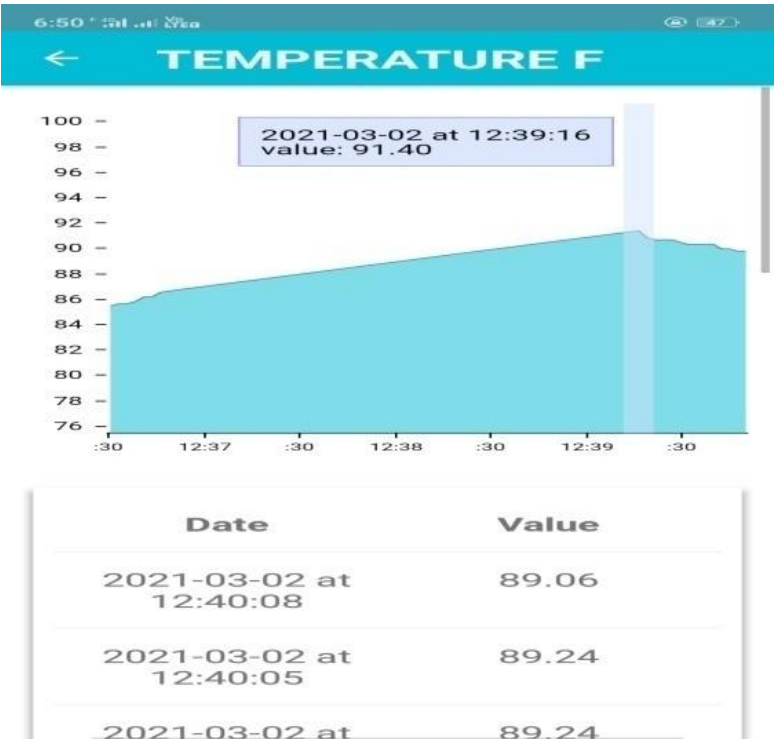 6:50
47
TEMPERATURE F
2021-03-02 at 12:39:16
value: 91.40
100
98
96
94
92
90
88
86
84
82
80
78
76
:30 12:37 :30 12:38 :30 12:39 :30
Date Value
2021-03-02 at 89.06
12:40:08
2021-03-02 at 89.24
12:40:05
2021-03-02 at 89.24